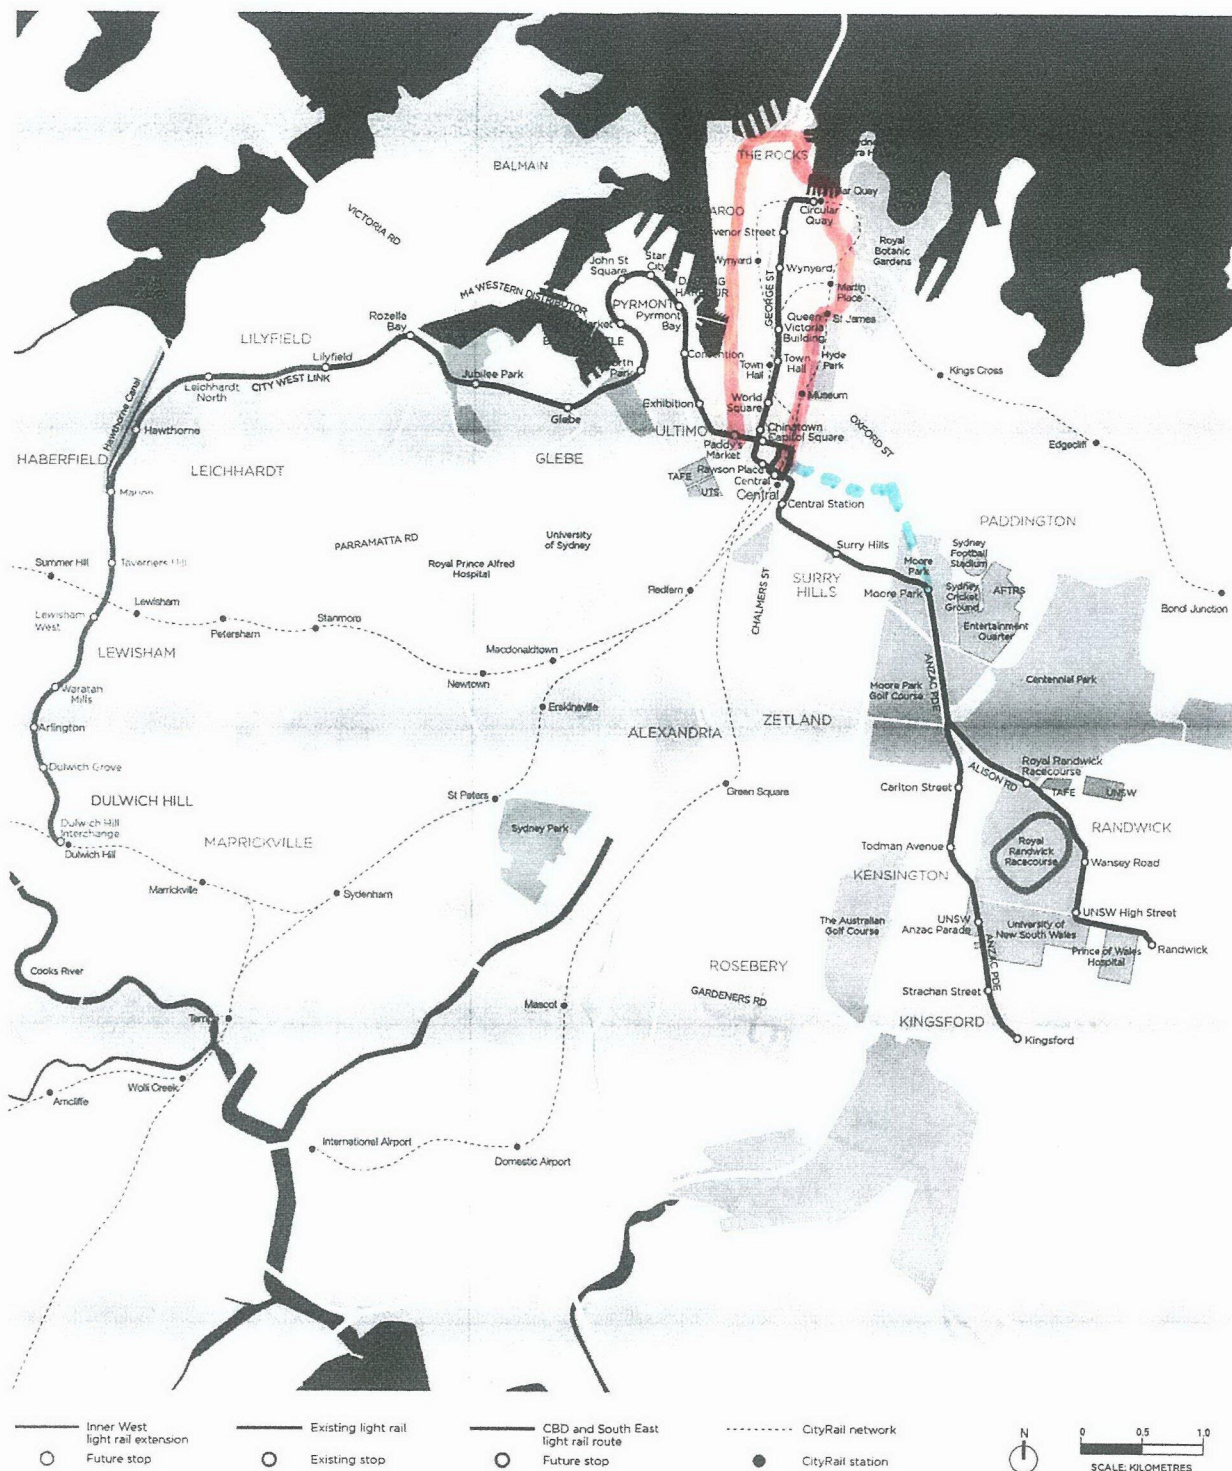 BALMAIN
VICTORIA RD
THE ROCKS
Circular
Quay
Royal
Botanic
Gardens
Wynyard
Wynyard
GEORGE ST
Martin
Place
St James
Queen
Victoria
Building
Hyde
Park
Town
Hall
Town
Hall
Museum
World
Square
Chinatown
Capitol Square
OXFORD ST
Kings Cross
Edgecliff
Bondi Junction
John St
Square
Star
City
PYRMONT
Pyrmont
Bay
M4 WESTERN DISTRIBUTOR
Rozelle
Bay
LILYFIELD
Lilyfield
CITY WEST LINK
Leichhardt
North
Jubilee Park
Glebe
Convention
Exhibition
ULTIMO
Paddy's
Market
Rawson Place
Central
Central
Central Station
TAFE
UTS
Hawthorne Canal
Hawthorne
HABERFIELD
LEICHHARDT
GLEBE
Marion
PARRAMATTA RD
University
of Sydney
Royal Prince Alfred
Hospital
Summer Hill
Taverners Hill
Lewisham
Lewisham
West
Petersham
Stanmore
LEWISHAM
Macdonaldtown
Newtown
Redfern
CHALMERS ST
Surry Hills
SURRY
HILLS
PADDINGTON
Moore
Park
Moore Park
Sydney
Football
Stadium
Sydney
Cricket
Ground
AFTRS
Entertainment
Quarter
Waratah
Mills
Erskineville
ANZAC PDE
Moore Park
Golf Course
Centennial Park
Arlington
ALEXANDRIA
ZETLAND
Dulwich Grove
DULWICH HILL
St Peters
Green Square
Carlton Street
ALISON RD
Royal Randwick
Racecourse
TAFE
UNSW
Dulwich Hill
Interchange
Dulwich Hill
MARRICKVILLE
Sydney Park
Todman Avenue
Royal
Randwick
Racecourse
RANDWICK
Wansey Road
Marrickville
Sydenham
KENSINGTON
The Australian
Golf Course
UNSW
Anzac Parade
University of
New South Wales
UNSW High Street
Prince of Wales
Hospital
Randwick
Cooks River
ROSEBERY
GARDENERS RD
ANZAC PDE
Strachan Street
Mascot
KINGSFORD
Kingsford
Tempe
Wolli Creek
Arncliffe
International Airport
Domestic Airport
Inner West
light rail extension
Future stop
Existing light rail
Existing stop
CBD and South East
light rail route
Future stop
CityRail network
CityRail station
N
0 0.5 1.0
SCALE: KILOMETRES